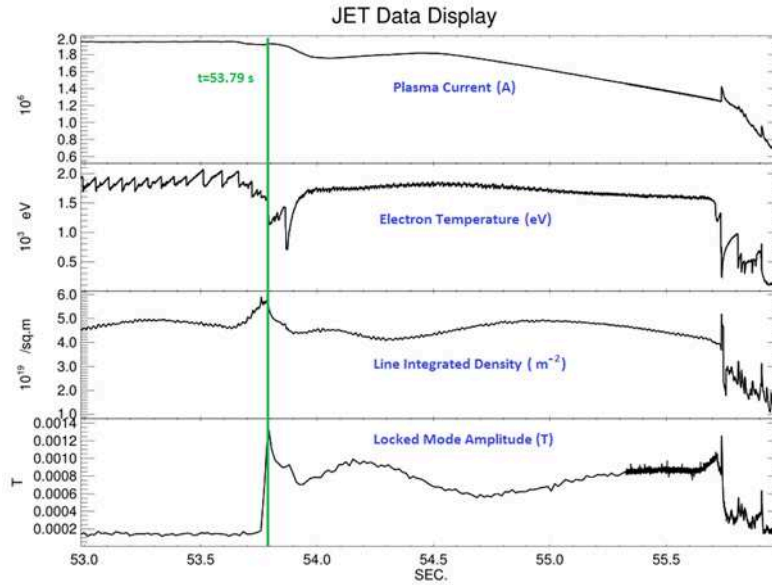 JET Data Display
2.0
1.8
1.6
1.4
1.2
1.0
0.8
0.6
10⁶
t=53.79 s
Plasma Current (A)
2.0
1.5
1.0
0.5
10³ eV
Electron Temperature (eV)
6.0
5.0
4.0
3.0
2.0
1.0
10¹⁹ /sq.m
Line Integrated Density ( m⁻²)
0.0014
0.0012
0.0010
0.0008
0.0006
0.0004
0.0002
T
Locked Mode Amplitude (T)
53.0 53.5 54.0 54.5 55.0 55.5
SEC.